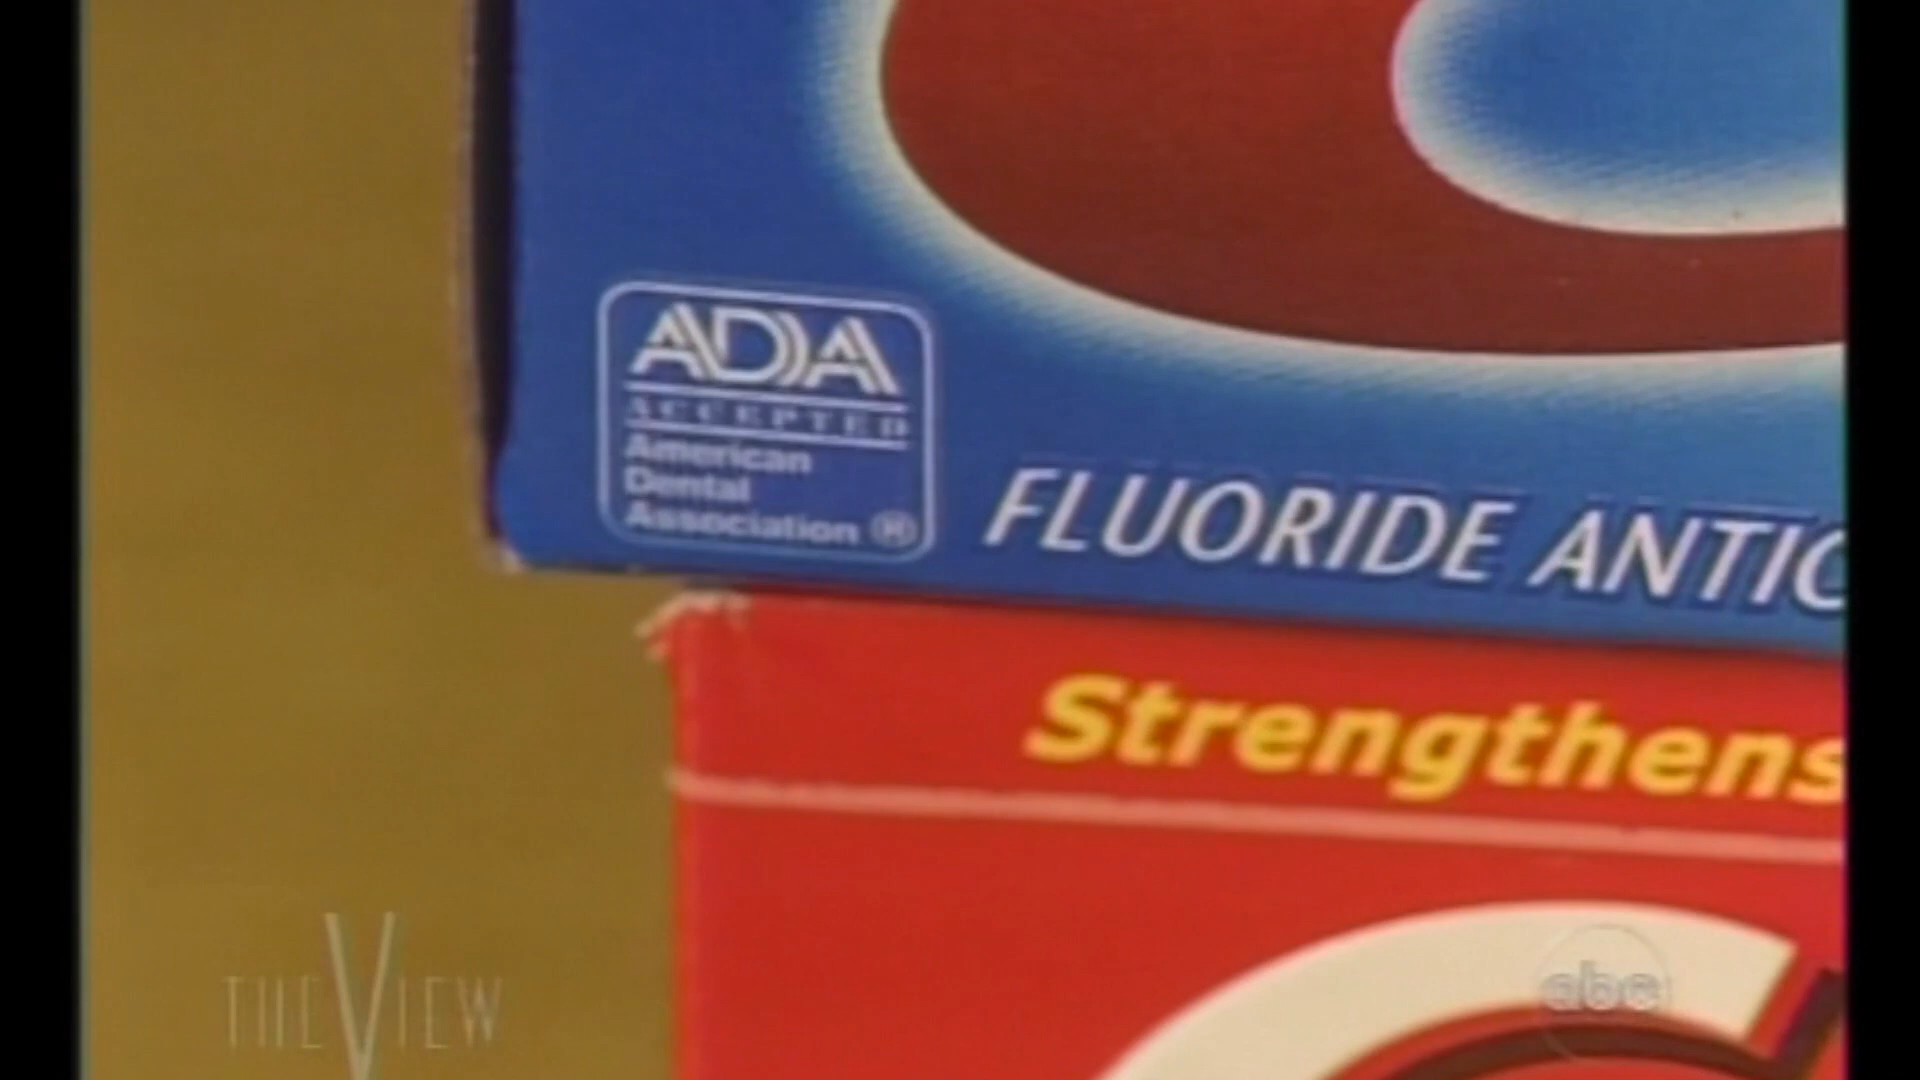 ADA
ACCEPTED
American
Dental
Association ®
FLUORIDE ANTIC
Strengthens
THE VIEW
abc